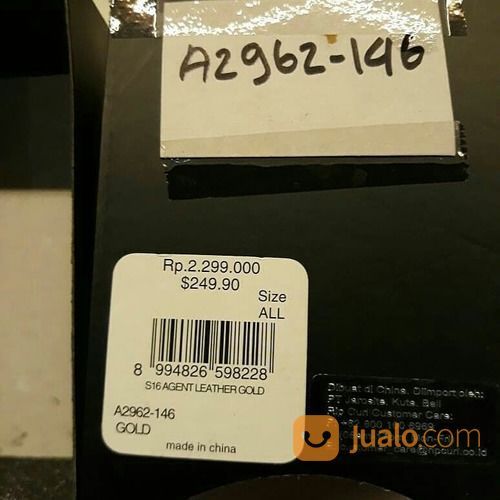 A2962-146
Rp.2.299.000
$249.90
Size
ALL
8 994826 598228
S16 AGENT LEATHER GOLD
A2962-146
GOLD
made in china
Dibuat di China. Diimport oleh:
PT Jarosite, Kuta, Bali
Rip Curl Customer Care:
jualo.com